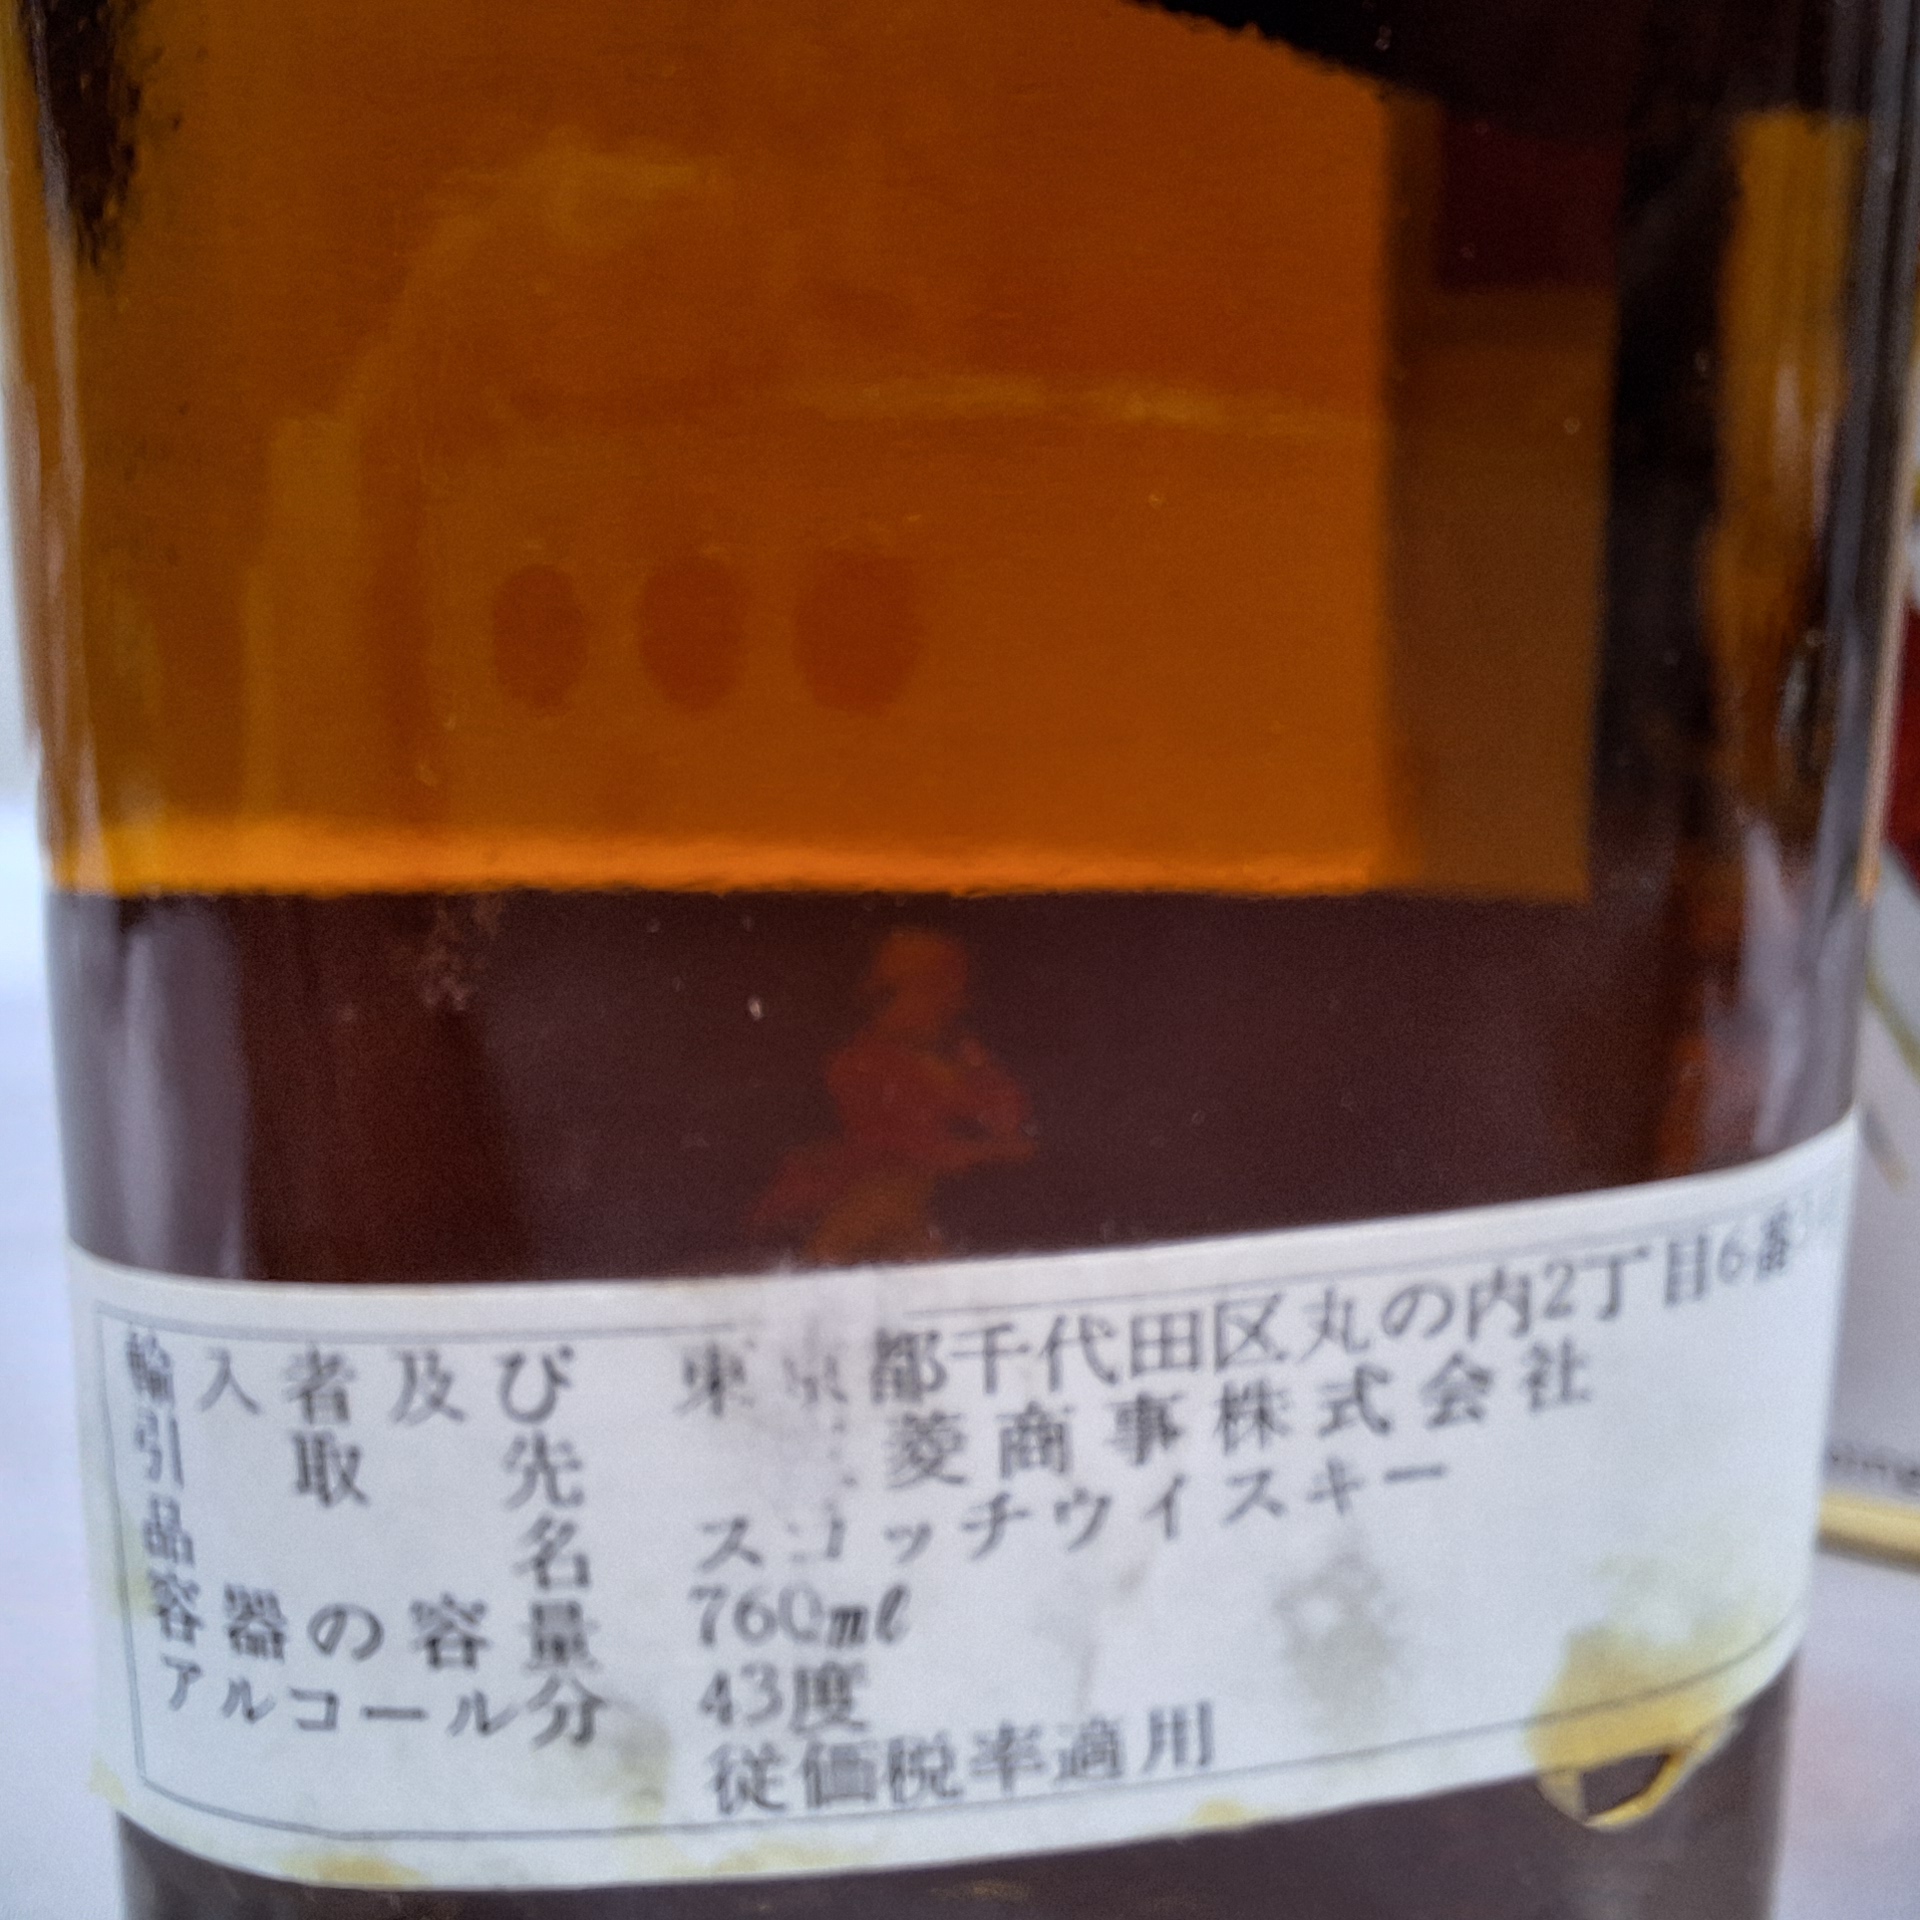 輸入者及び 東京都千代田区丸の内2丁目6番
引取先 菱商事株式会社
品名 スコッチウイスキー
容器の容量 760ml
アルコール分 43度
従価税率適用